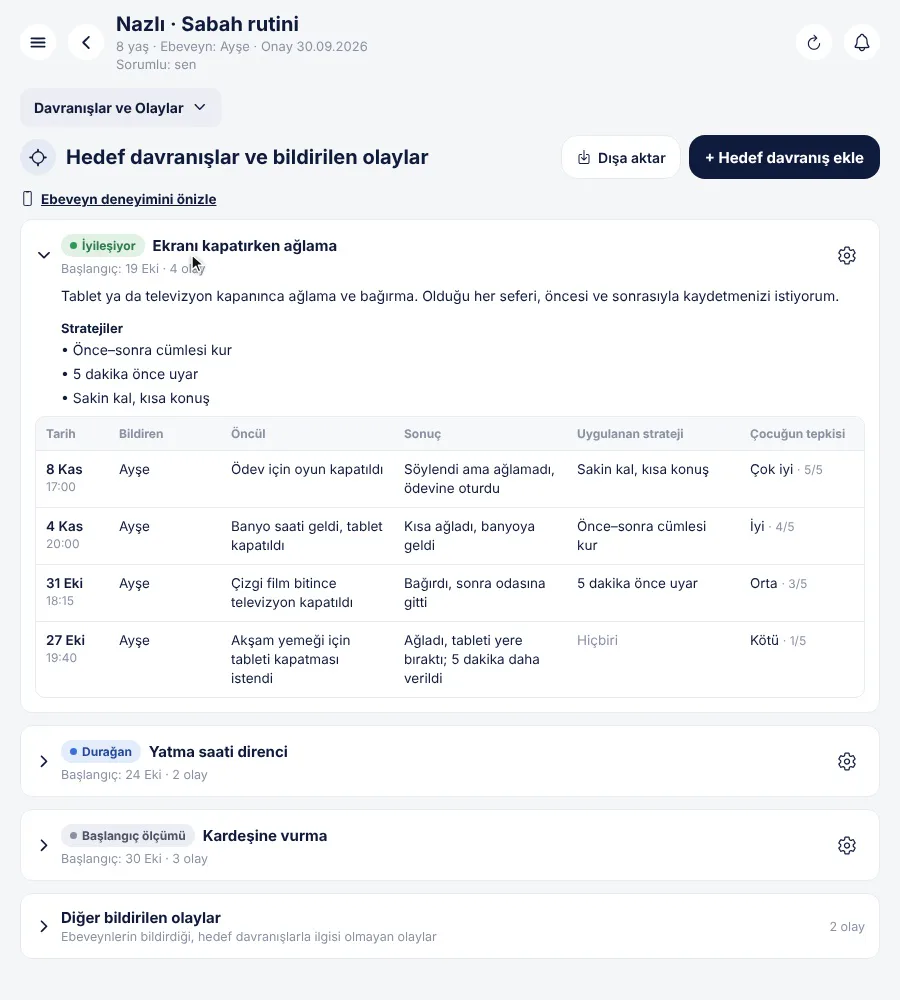 Nazlı · Sabah rutini
8 yaş · Ebeveyn: Ayşe · Onay 30.09.2026
Sorumlu: sen
Davranışlar ve Olaylar
Hedef davranışlar ve bildirilen olaylar
Dışa aktar
+ Hedef davranış ekle
Ebeveyn deneyimini önizle
İyileşiyor Ekranı kapatırken ağlama
Başlangıç: 19 Eki · 4 olay
Tablet ya da televizyon kapanınca ağlama ve bağırma. Olduğu her seferi, öncesi ve sonrasıyla kaydetmenizi istiyorum.
Stratejiler
• Önce–sonra cümlesi kur
• 5 dakika önce uyar
• Sakin kal, kısa konuş
Tarih Bildiren Öncül Sonuç Uygulanan strateji Çocuğun tepkisi
8 Kas Ayşe Ödev için oyun kapatıldı Söylendi ama ağlamadı, Sakin kal, kısa konuş Çok iyi · 5/5
17:00 ödevine oturdu
4 Kas Ayşe Banyo saati geldi, tablet Kısa ağladı, banyoya Önce–sonra cümlesi İyi · 4/5
20:00 kapatıldı geldi kur
31 Eki Ayşe Çizgi film bitince Bağırdı, sonra odasına 5 dakika önce uyar Orta · 3/5
18:15 televizyon kapatıldı gitti
27 Eki Ayşe Akşam yemeği için Ağladı, tableti yere Hiçbiri Kötü · 1/5
19:40 tableti kapatması bıraktı; 5 dakika daha
istendi verildi
Durağan Yatma saati direnci
Başlangıç: 24 Eki · 2 olay
Başlangıç ölçümü Kardeşine vurma
Başlangıç: 30 Eki · 3 olay
Diğer bildirilen olaylar
Ebeveynlerin bildirdiği, hedef davranışlarla ilgisi olmayan olaylar
2 olay